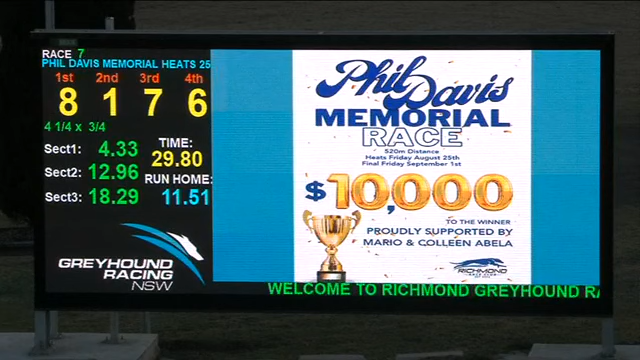 RACE 7
PHIL DAVIS MEMORIAL HEATS 25
1st 2nd 3rd 4th
8 1 7 6
4 1/4 x 3/4
Sect1: 4.33
Sect2: 12.96
Sect3: 18.29
TIME:
29.80
RUN HOME:
11.51
GREYHOUND
RACING
NSW
Phil Davis
MEMORIAL
RACE
520m Distance
Heats Friday August 25th
Final Friday September 1st
$10,000
TO THE WINNER
PROUDLY SUPPORTED BY
MARIO & COLLEEN ABELA
RICHMOND
WELCOME TO RICHMOND GREYHOUND RA